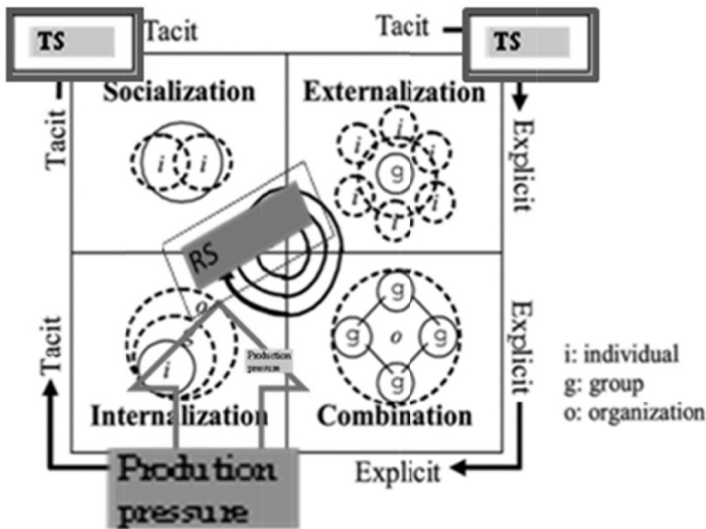 TS
Tacit
Tacit
TS
Socialization
Externalization
Tacit
Explicit
i
i
i
i
i
i
i
i
g
RS
Tacit
Explicit
o
g
i
Production
pressure
g
g
o
g
g
i: individual
g: group
o: organization
Internalization
Combination
Prodution
pressure
Explicit